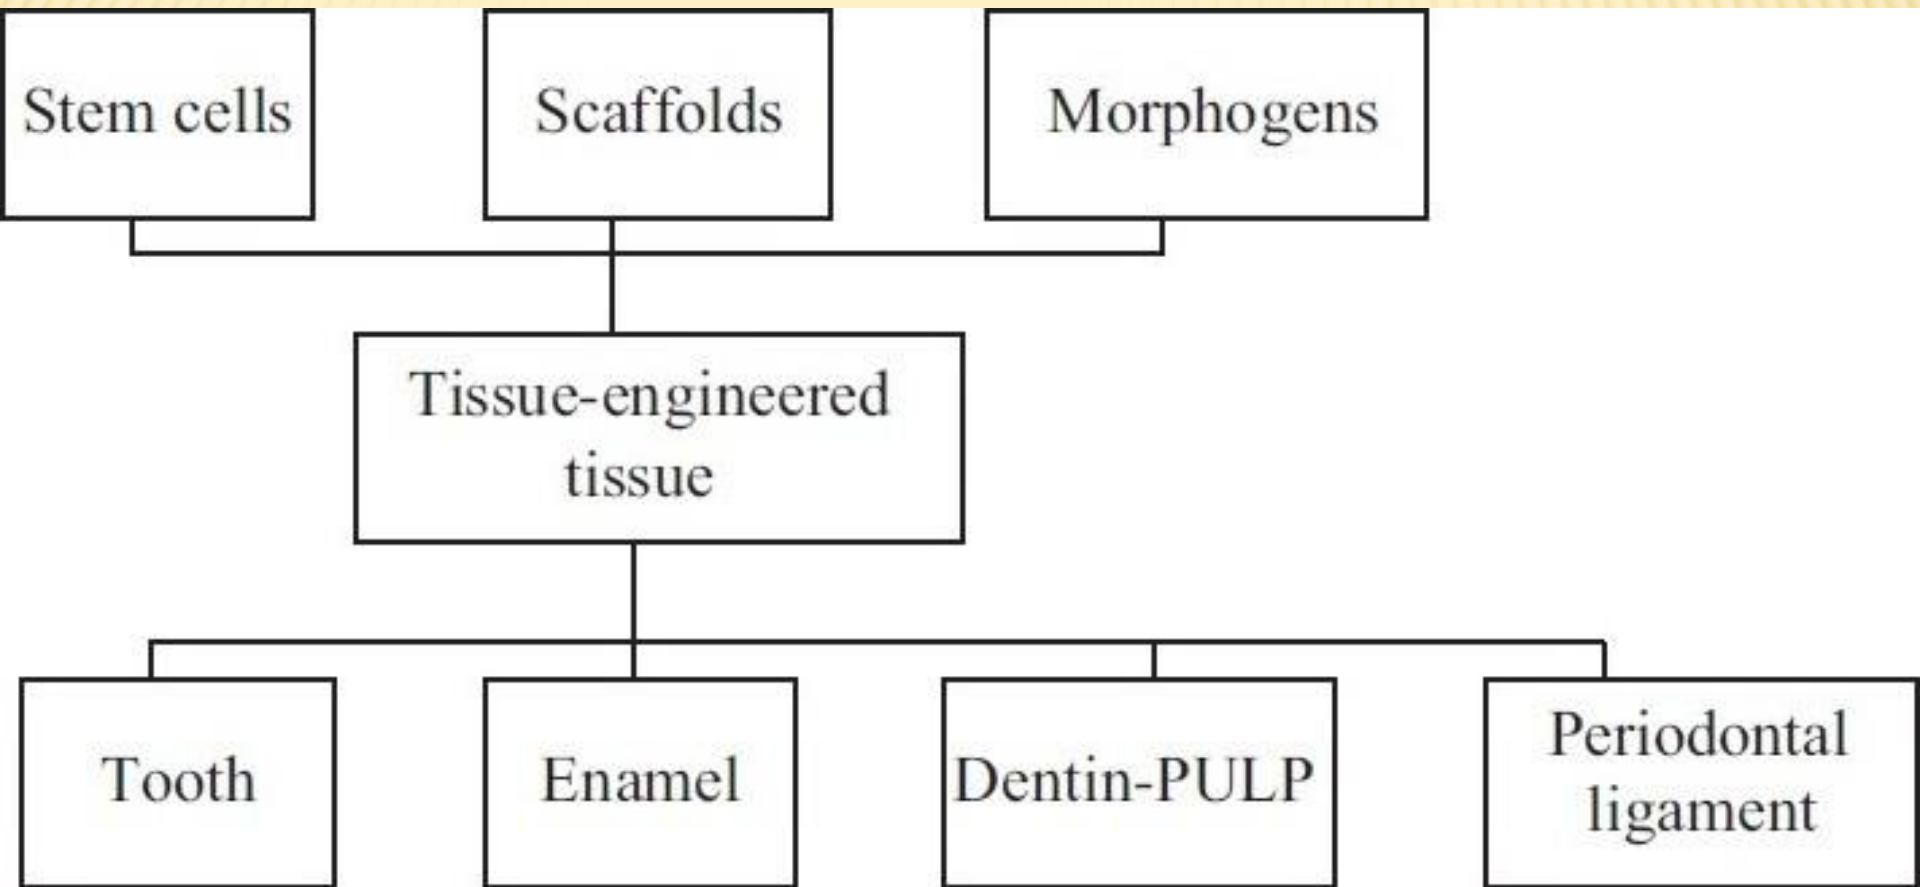 Stem cells
Scaffolds
Morphogens
Tissue-engineered
tissue
Tooth
Enamel
Dentin-PULP
Periodontal
ligament